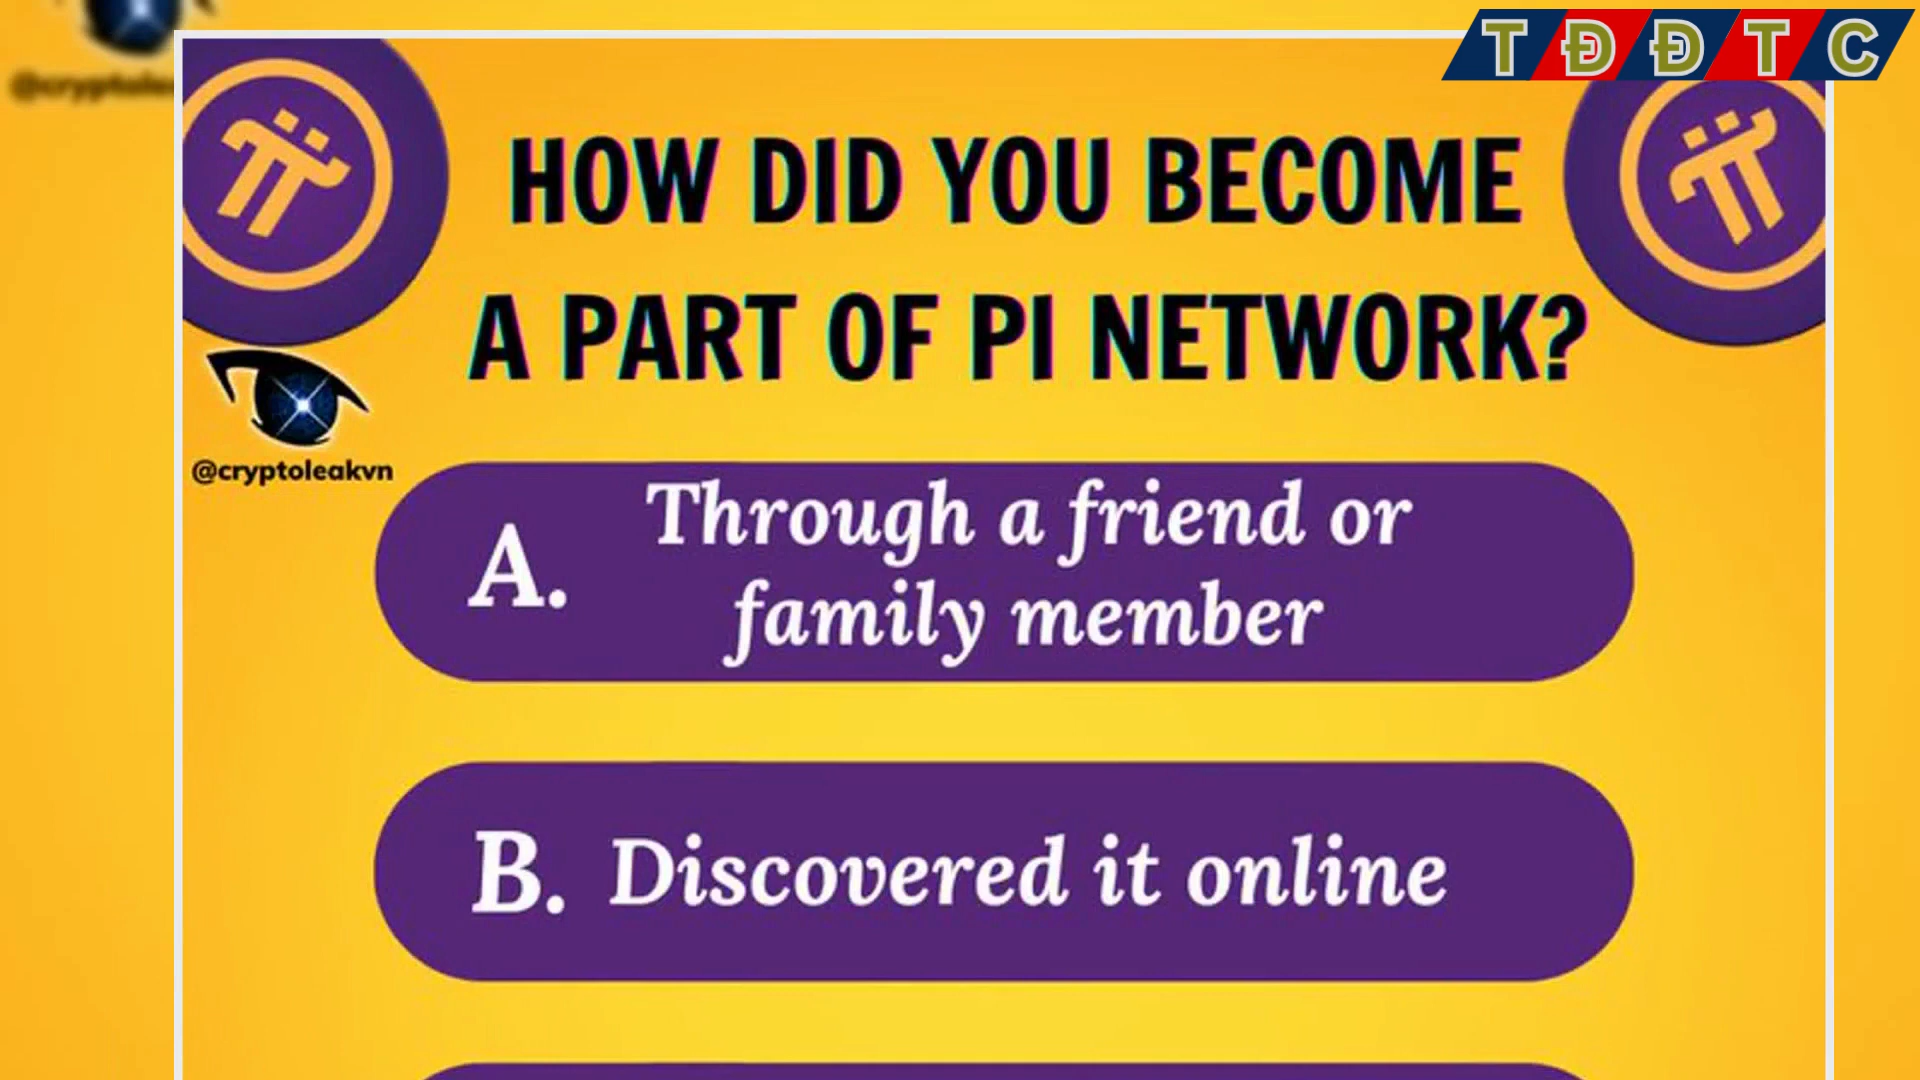 TĐĐTC
HOW DID YOU BECOME
A PART OF PI NETWORK?
@cryptoleakvn
A. Through a friend or
family member
B. Discovered it online